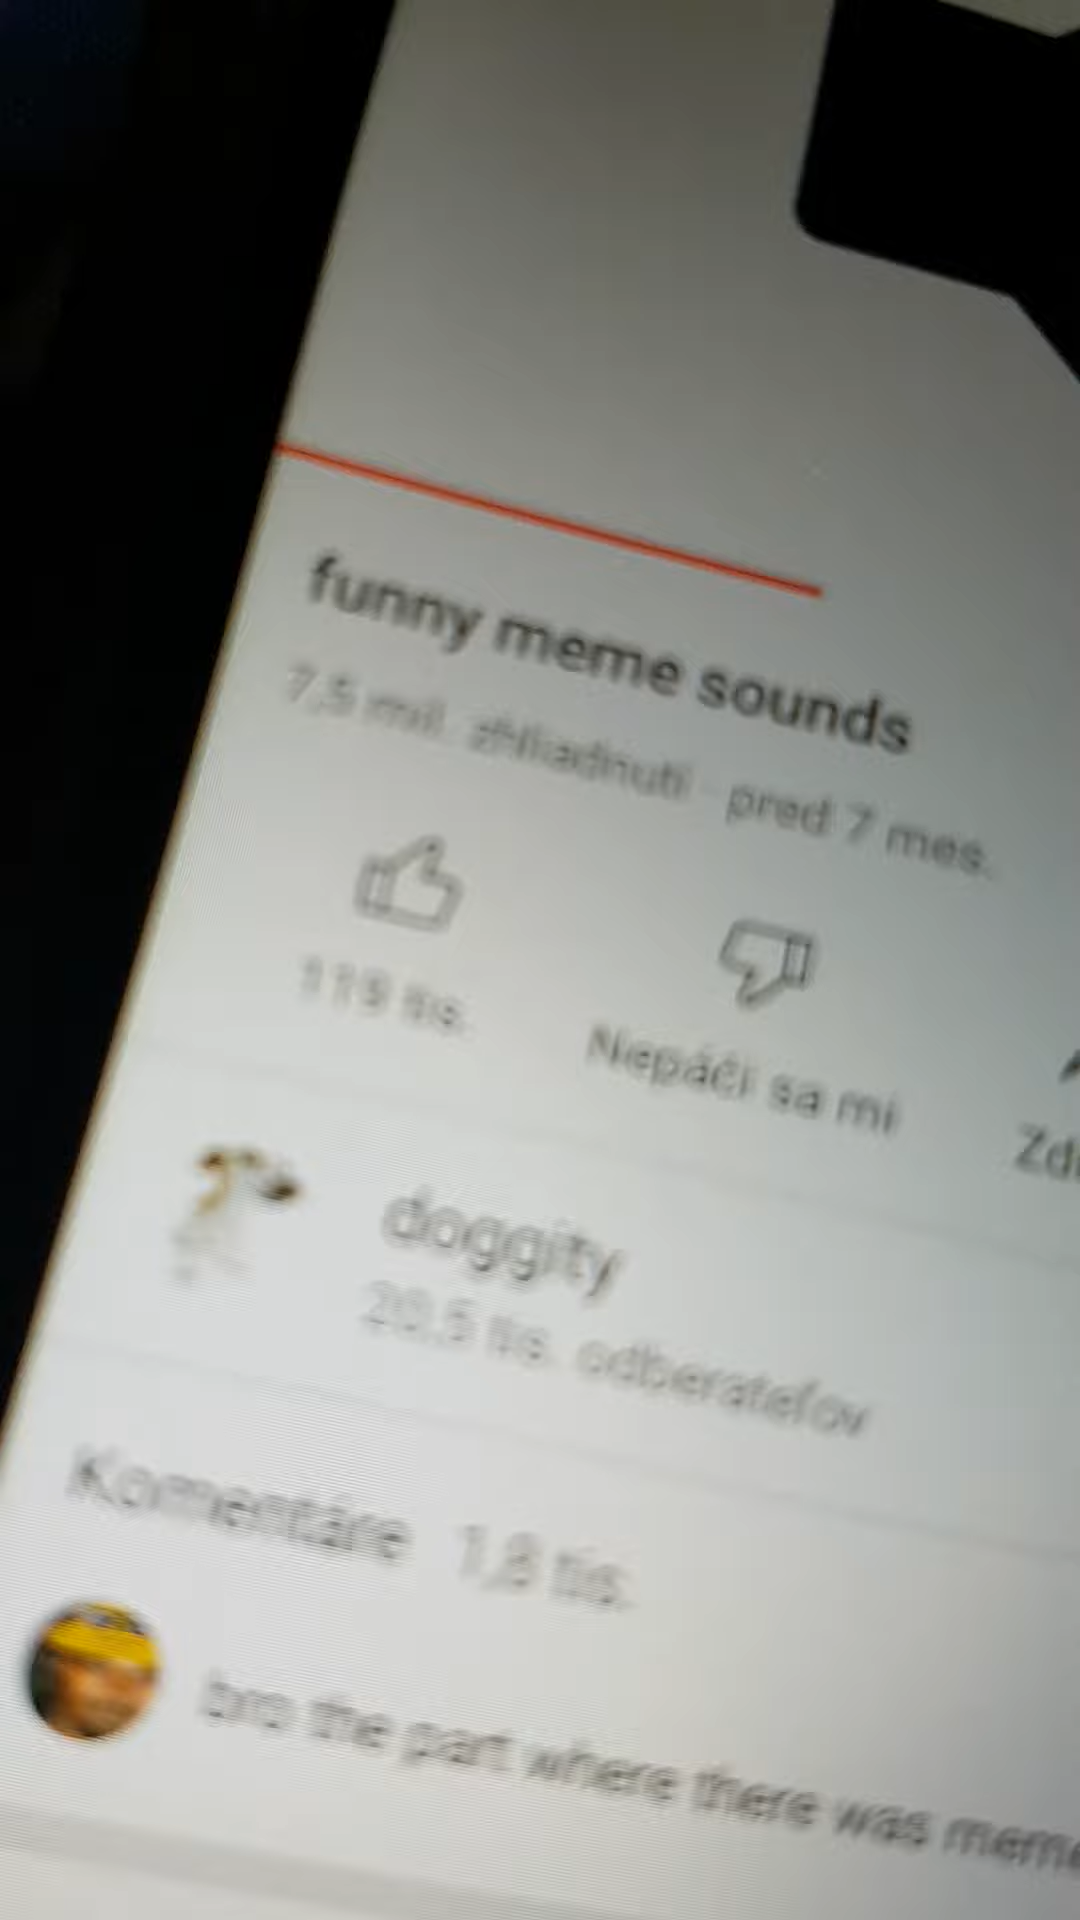 funny meme sounds
7,5 mil. zhliadnutí · pred 7 mes.
119 tis.
Nepáči sa mi
Zd
doggity
20,5 tis. odberateľov
Komentáre 1,8 tis.
bro the part where there was meme